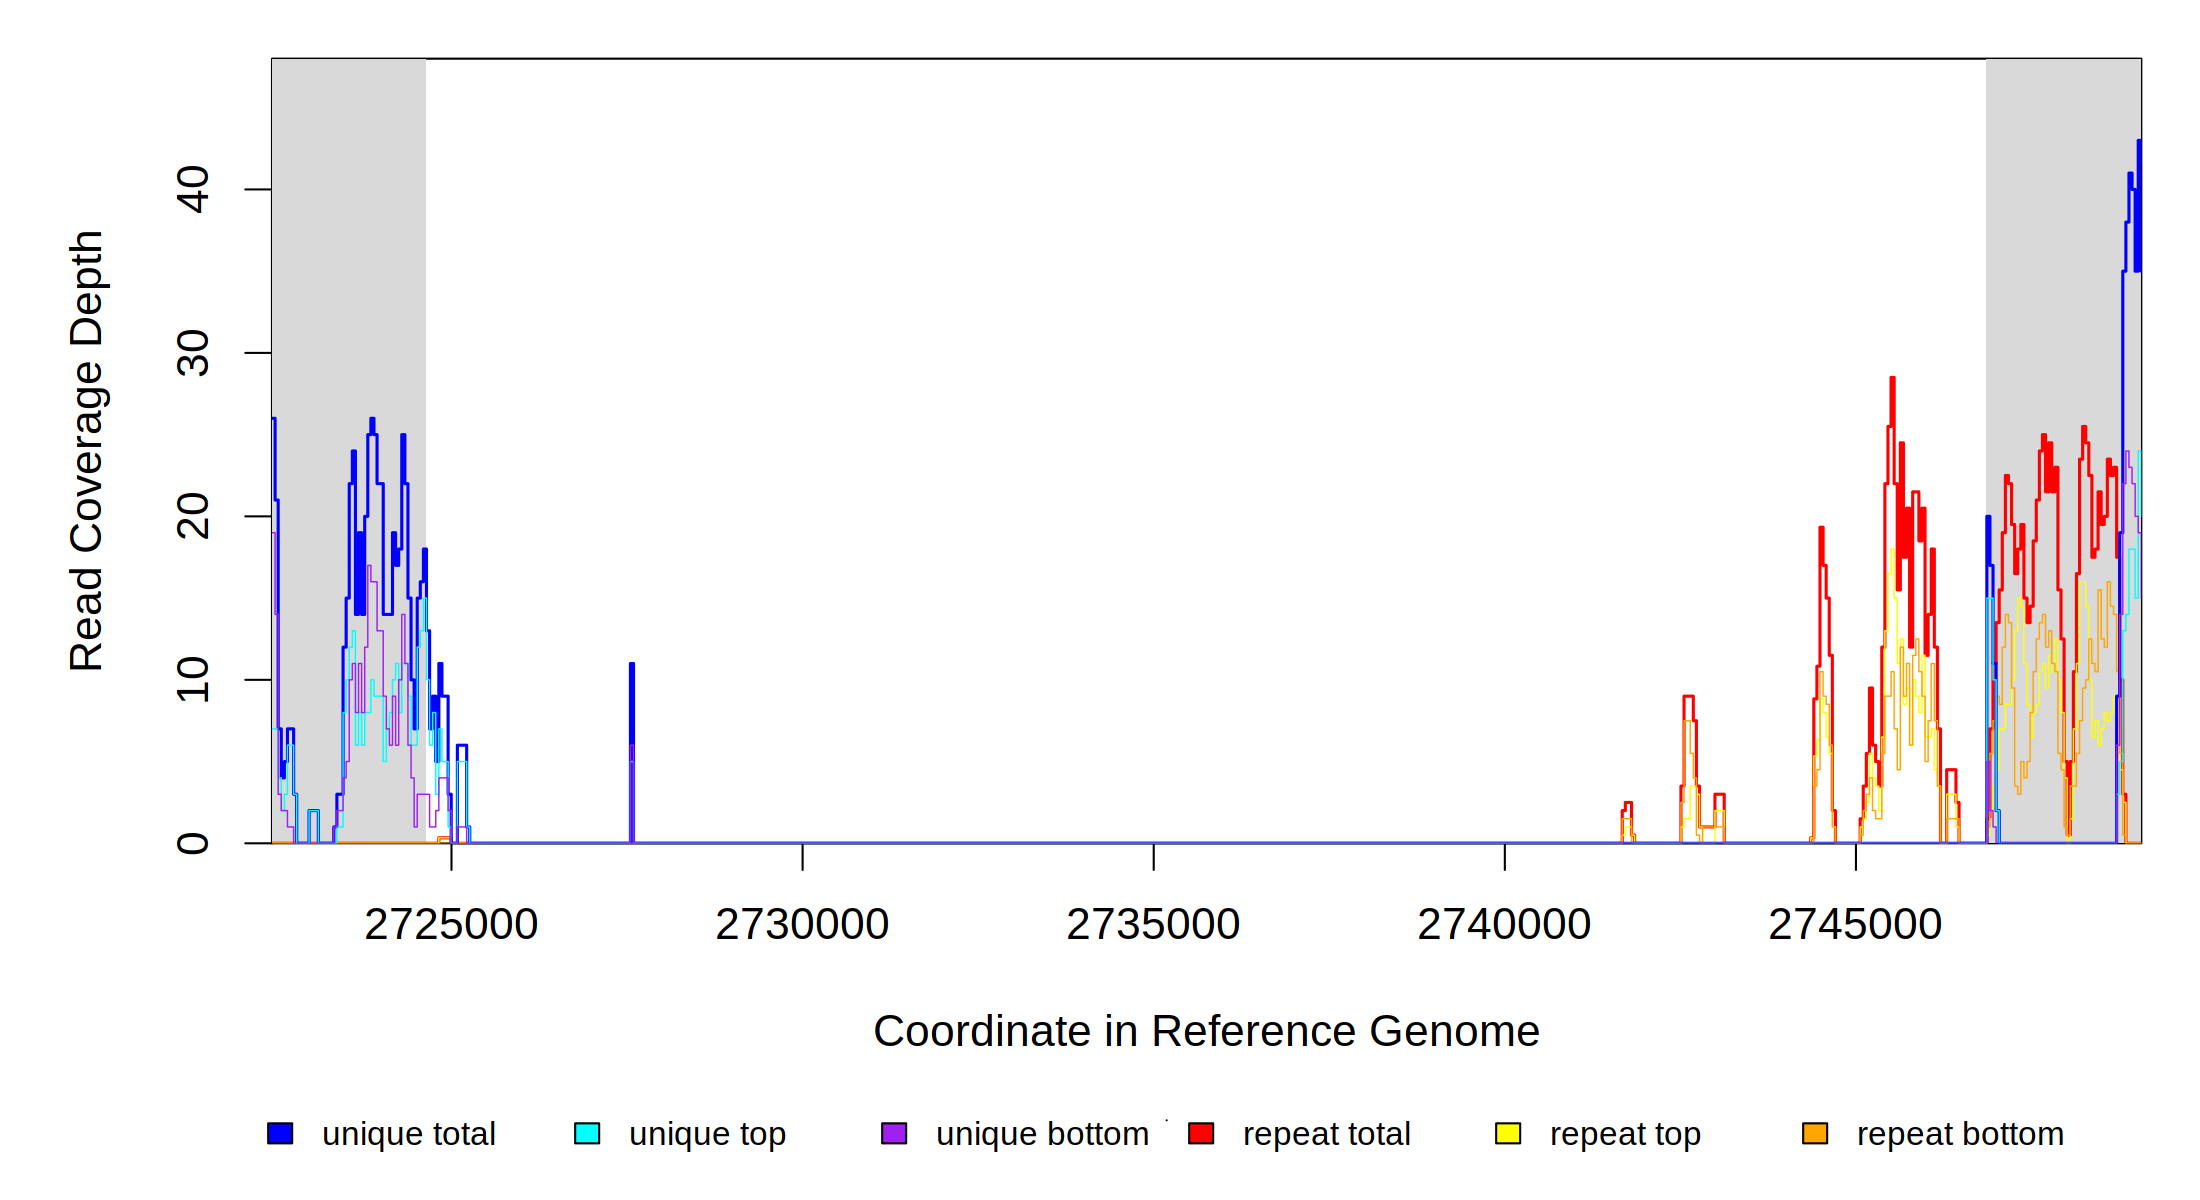 Read Coverage Depth
40
30
20
10
0
2725000 2730000 2735000 2740000 2745000
Coordinate in Reference Genome
unique total unique top unique bottom repeat total repeat top repeat bottom